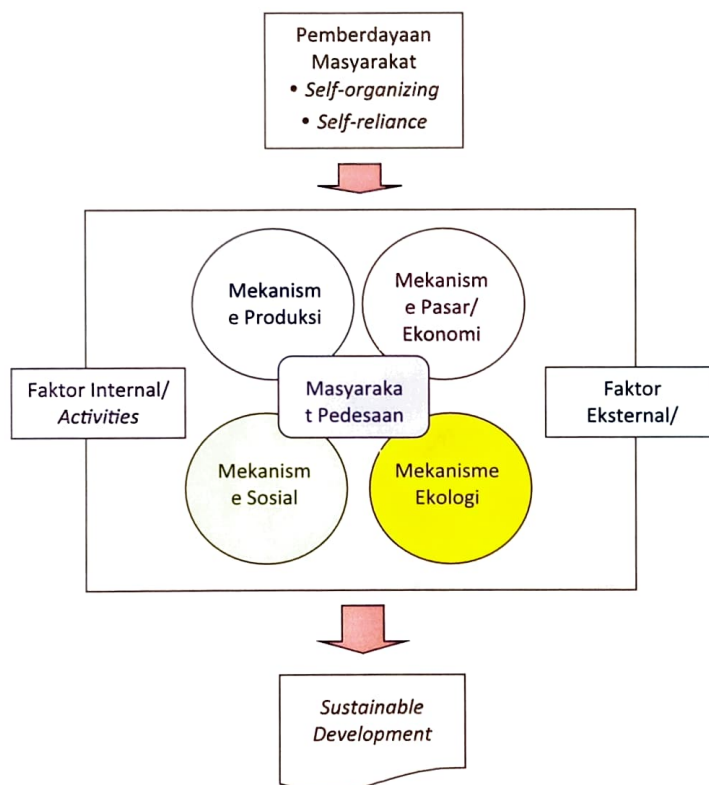 Pemberdayaan
Masyarakat
• Self-organizing
• Self-reliance
Mekanism
e Produksi
Mekanism
e Pasar/
Ekonomi
Faktor Internal/
Activities
Masyaraka
t Pedesaan
Faktor
Eksternal/
Mekanism
e Sosial
Mekanisme
Ekologi
Sustainable
Development